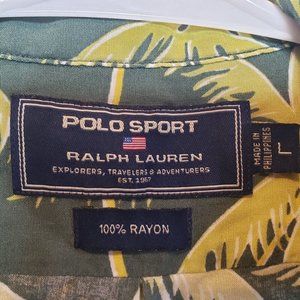 POLO SPORT
RALPH LAUREN
EXPLORERS, TRAVELERS & ADVENTURERS
EST. 1967
100% RAYON
MADE IN
PHILIPPINES
L